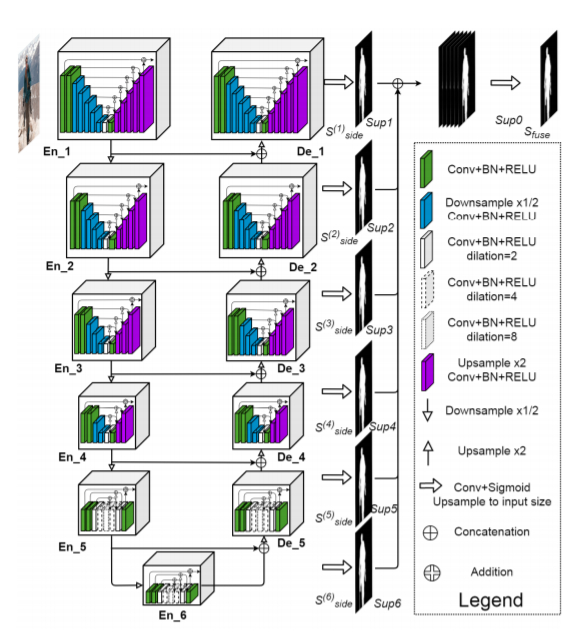 En_1
De_1
S(1)side
Sup1
Sup0
Sfuse
En_2
De_2
S(2)side
Sup2
En_3
De_3
S(3)side
Sup3
En_4
De_4
S(4)side
Sup4
En_5
De_5
S(5)side
Sup5
En_6
S(6)side
Sup6
Conv+BN+RELU
Downsample x1/2
Conv+BN+RELU
Conv+BN+RELU
dilation=2
Conv+BN+RELU
dilation=4
Conv+BN+RELU
dilation=8
Upsample x2
Conv+BN+RELU
Downsample x1/2
Upsample x2
Conv+Sigmoid
Upsample to input size
Concatenation
Addition
Legend